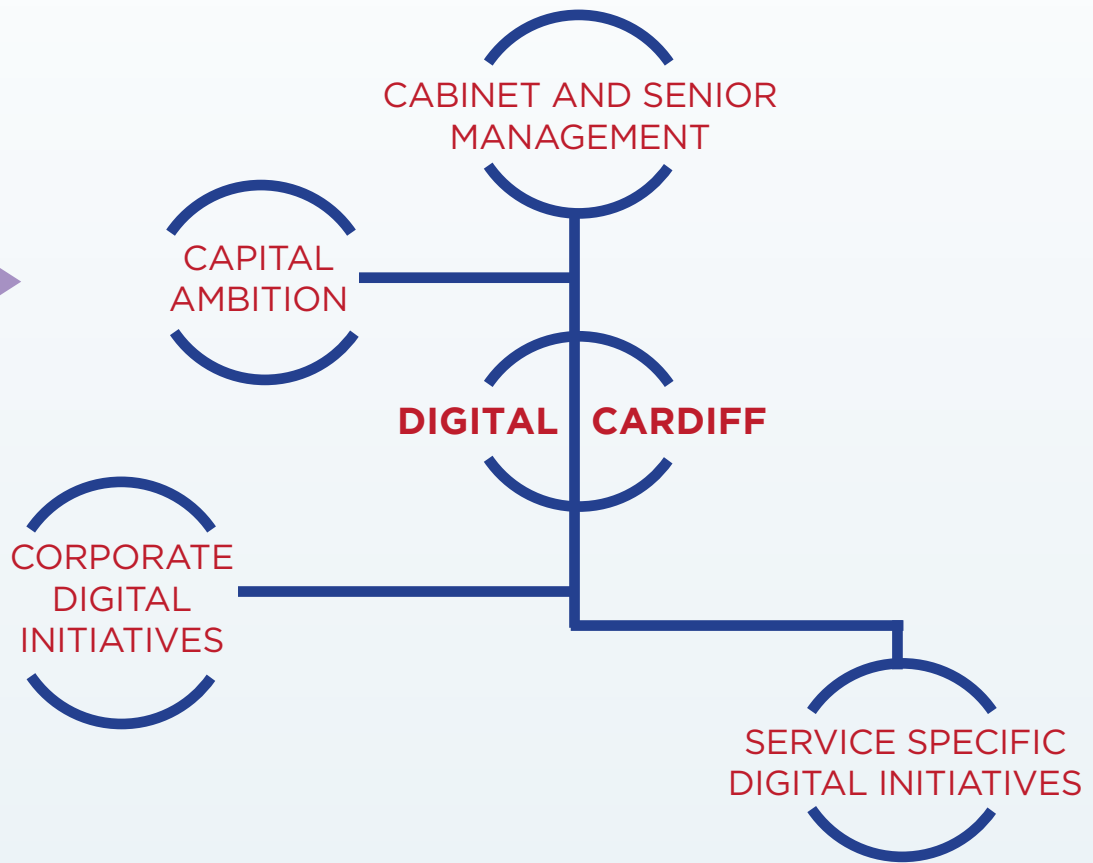 CABINET AND SENIOR
MANAGEMENT
CAPITAL
AMBITION
DIGITAL CARDIFF
CORPORATE
DIGITAL
INITIATIVES
SERVICE SPECIFIC
DIGITAL INITIATIVES